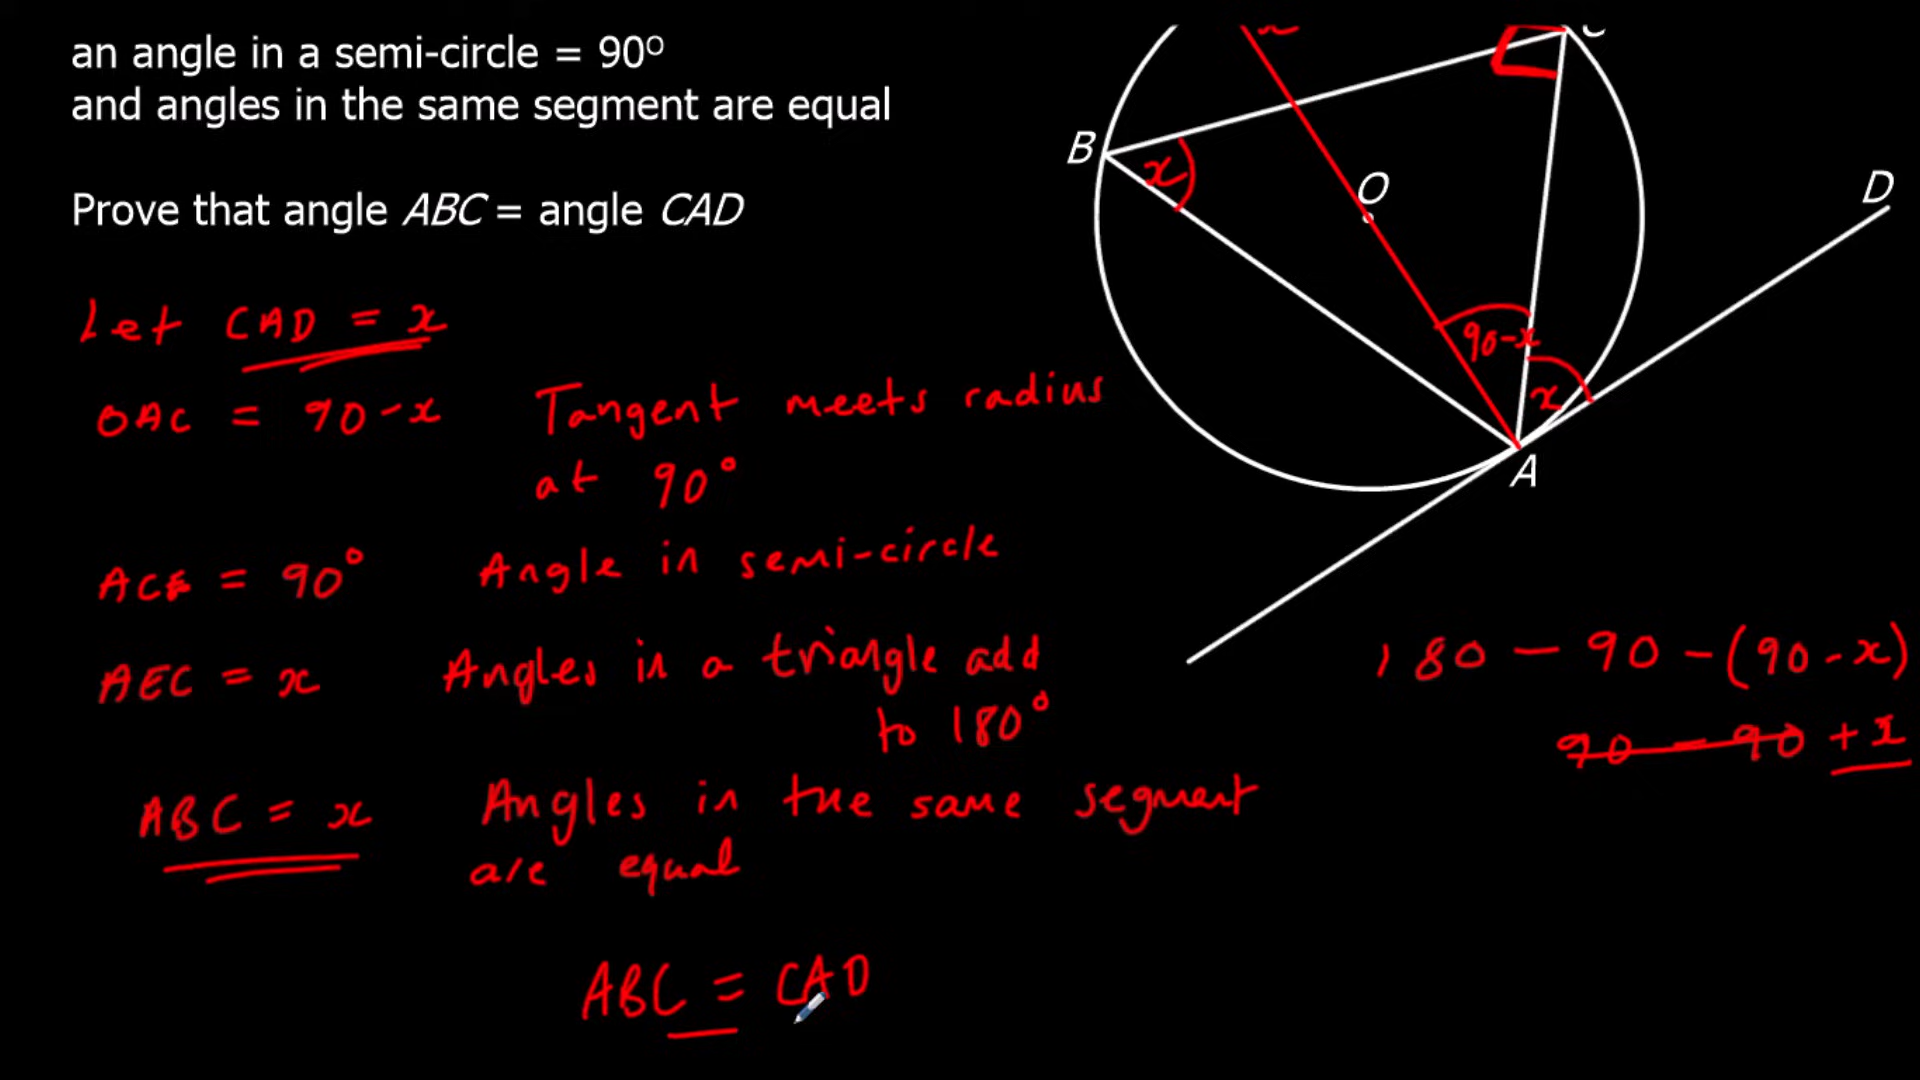 an angle in a semi-circle = 90°
and angles in the same segment are equal
Prove that angle ABC = angle CAD
Let CAD = x
OAC = 90-x Tangent meets radius
at 90°
ACE = 90° Angle in semi-circle
AEC = x Angles in a triangle add
to 180°
ABC = x Angles in the same segment
are equal
ABC = CAD
B
x
O
D
90-x
x
A
180 - 90 - (90-x)
90 - 90 + x